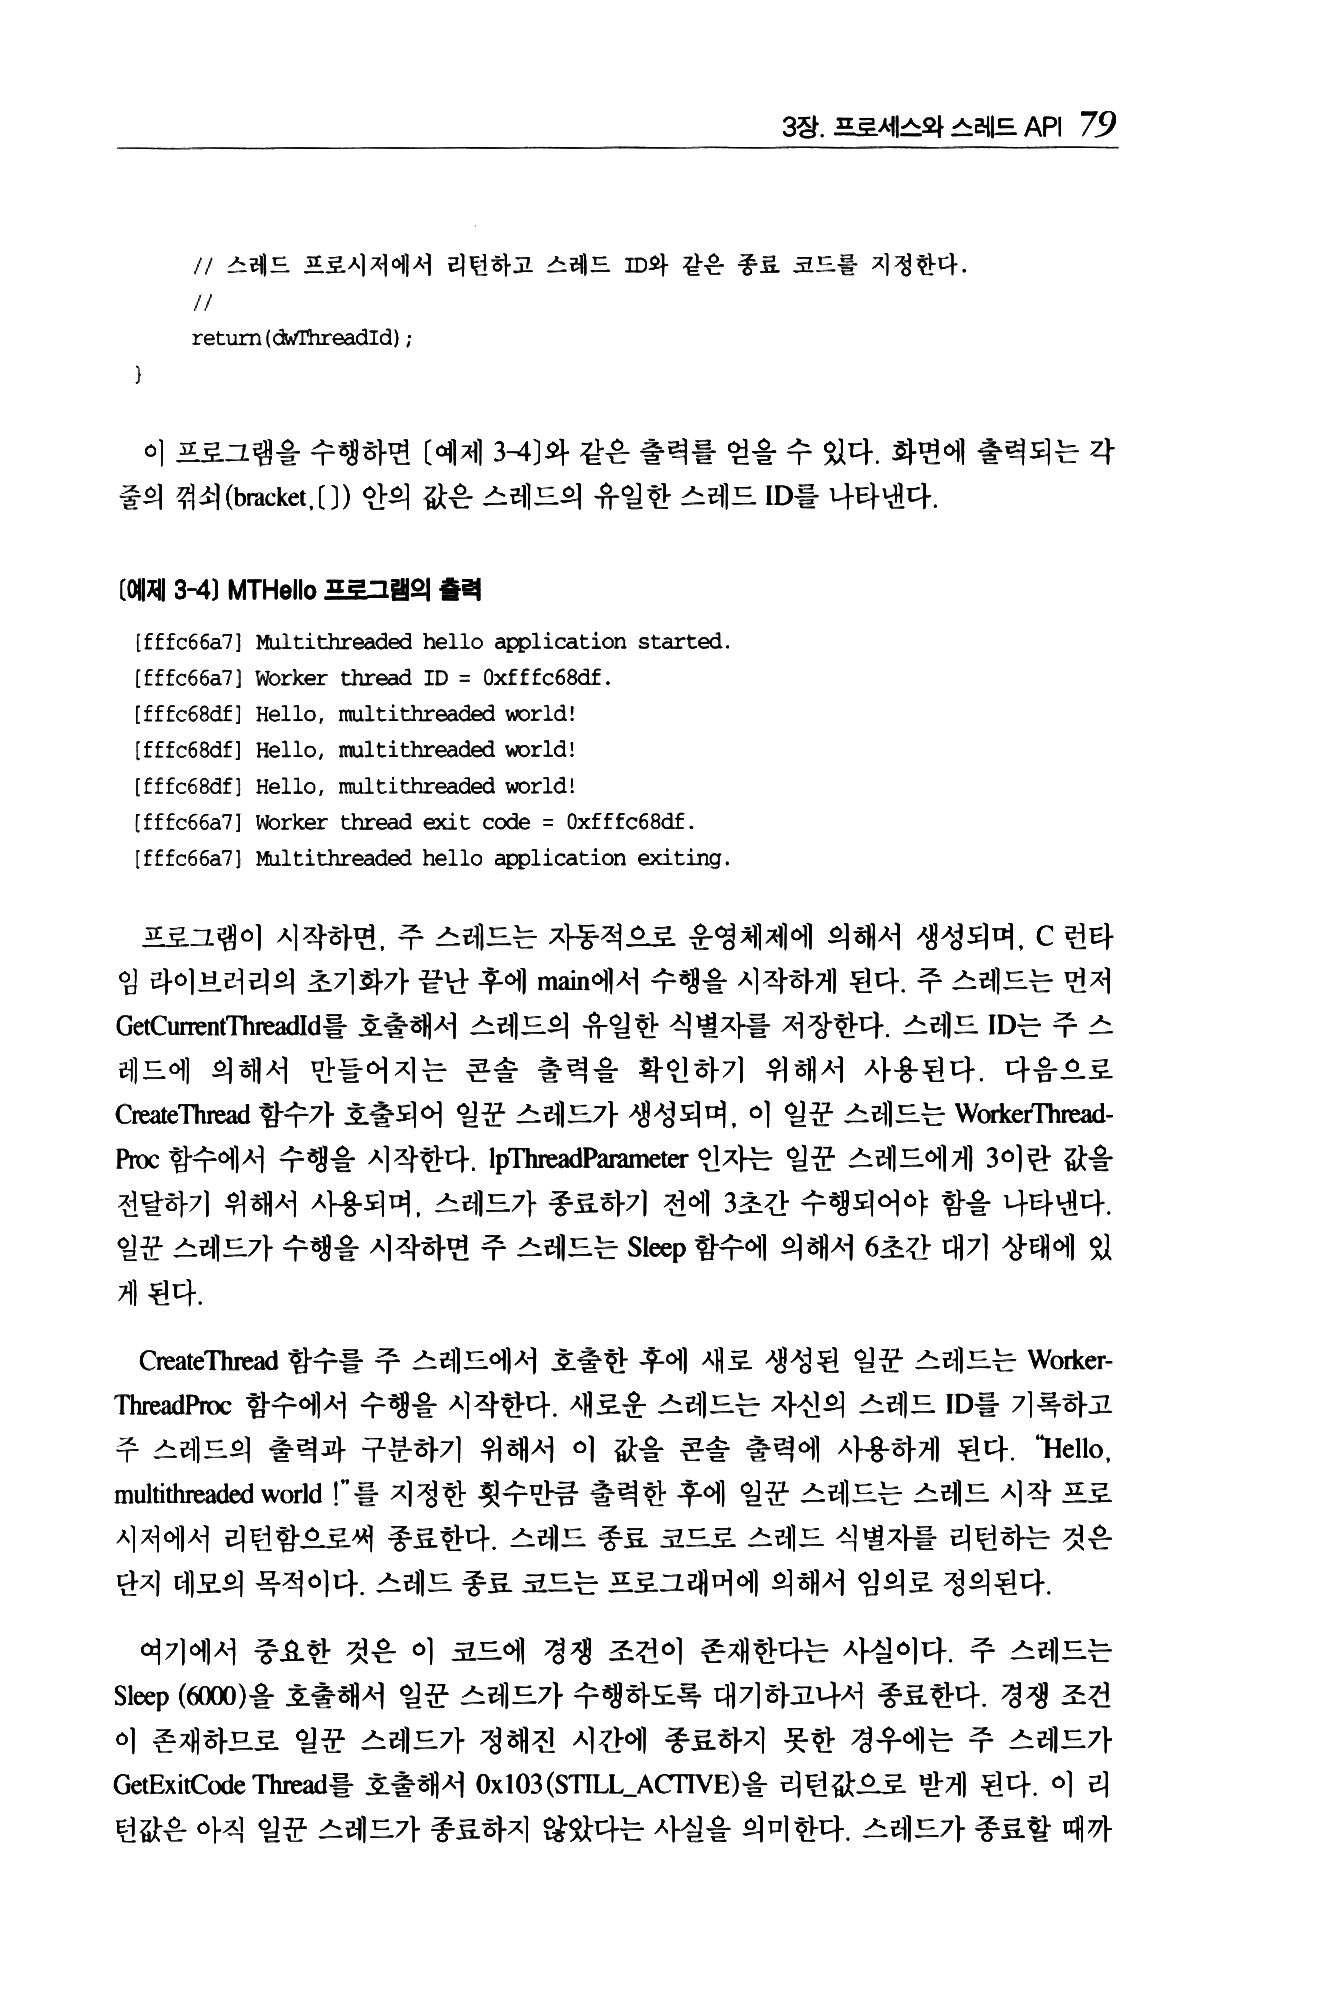 3장. 프로세스와 스레드 API 79
// 스레드 프로시저에서 리턴하고 스레드 ID와 같은 종료 코드를 지정한다.
//
return(dwThreadId);
}
이 프로그램을 수행하면 [예제 3-4]와 같은 출력를 얻을 수 있다. 화면에 출력되는 각
줄의 꺾쇠(bracket,[ ]) 안의 값은 스레드의 유일한 스레드 ID를 나타낸다.
[예제 3-4] MTHello 프로그램의 출력
[fffc66a7] Multithreaded hello application started.
[fffc66a7] Worker thread ID = 0xfffc68df.
[fffc68df] Hello, multithreaded world!
[fffc68df] Hello, multithreaded world!
[fffc68df] Hello, multithreaded world!
[fffc66a7] Worker thread exit code = 0xfffc68df.
[fffc66a7] Multithreaded hello application exiting.
프로그램이 시작하면, 주 스레드는 자동적으로 운영체제에 의해서 생성되며, C 런타
임 라이브러리의 초기화가 끝난 후에 main에서 수행을 시작하게 된다. 주 스레드는 먼저
GetCurrentThreadId를 호출해서 스레드의 유일한 식별자를 저장한다. 스레드 ID는 주 스
레드에 의해서 만들어지는 콘솔 출력을 확인하기 위해서 사용된다. 다음으로
CreateThread 함수가 호출되어 일꾼 스레드가 생성되며, 이 일꾼 스레드는 WorkerThread-
Proc 함수에서 수행을 시작한다. lpThreadParameter 인자는 일꾼 스레드에게 3이란 값을
전달하기 위해서 사용되며, 스레드가 종료하기 전에 3초간 수행되어야 함을 나타낸다.
일꾼 스레드가 수행을 시작하면 주 스레드는 Sleep 함수에 의해서 6초간 대기 상태에 있
게 된다.
CreateThread 함수를 주 스레드에서 호출한 후에 새로 생성된 일꾼 스레드는 Worker-
ThreadProc 함수에서 수행을 시작한다. 새로운 스레드는 자신의 스레드 ID를 기록하고
주 스레드의 출력과 구분하기 위해서 이 값을 콘솔 출력에 사용하게 된다. "Hello,
multithreaded world !"를 지정한 횟수만큼 출력한 후에 일꾼 스레드는 스레드 시작 프로
시저에서 리턴함으로써 종료한다. 스레드 종료 코드로 스레드 식별자를 리턴하는 것은
단지 데모의 목적이다. 스레드 종료 코드는 프로그래머에 의해서 임의로 정의된다.
여기에서 중요한 것은 이 코드에 경쟁 조건이 존재한다는 사실이다. 주 스레드는
Sleep (6000)을 호출해서 일꾼 스레드가 수행하도록 대기하고나서 종료한다. 경쟁 조건
이 존재하므로 일꾼 스레드가 정해진 시간에 종료하지 못한 경우에는 주 스레드가
GetExitCode Thread를 호출해서 0x103(STILL_ACTIVE)을 리턴값으로 받게 된다. 이 리
턴값은 아직 일꾼 스레드가 종료하지 않았다는 사실을 의미한다. 스레드가 종료할 때까